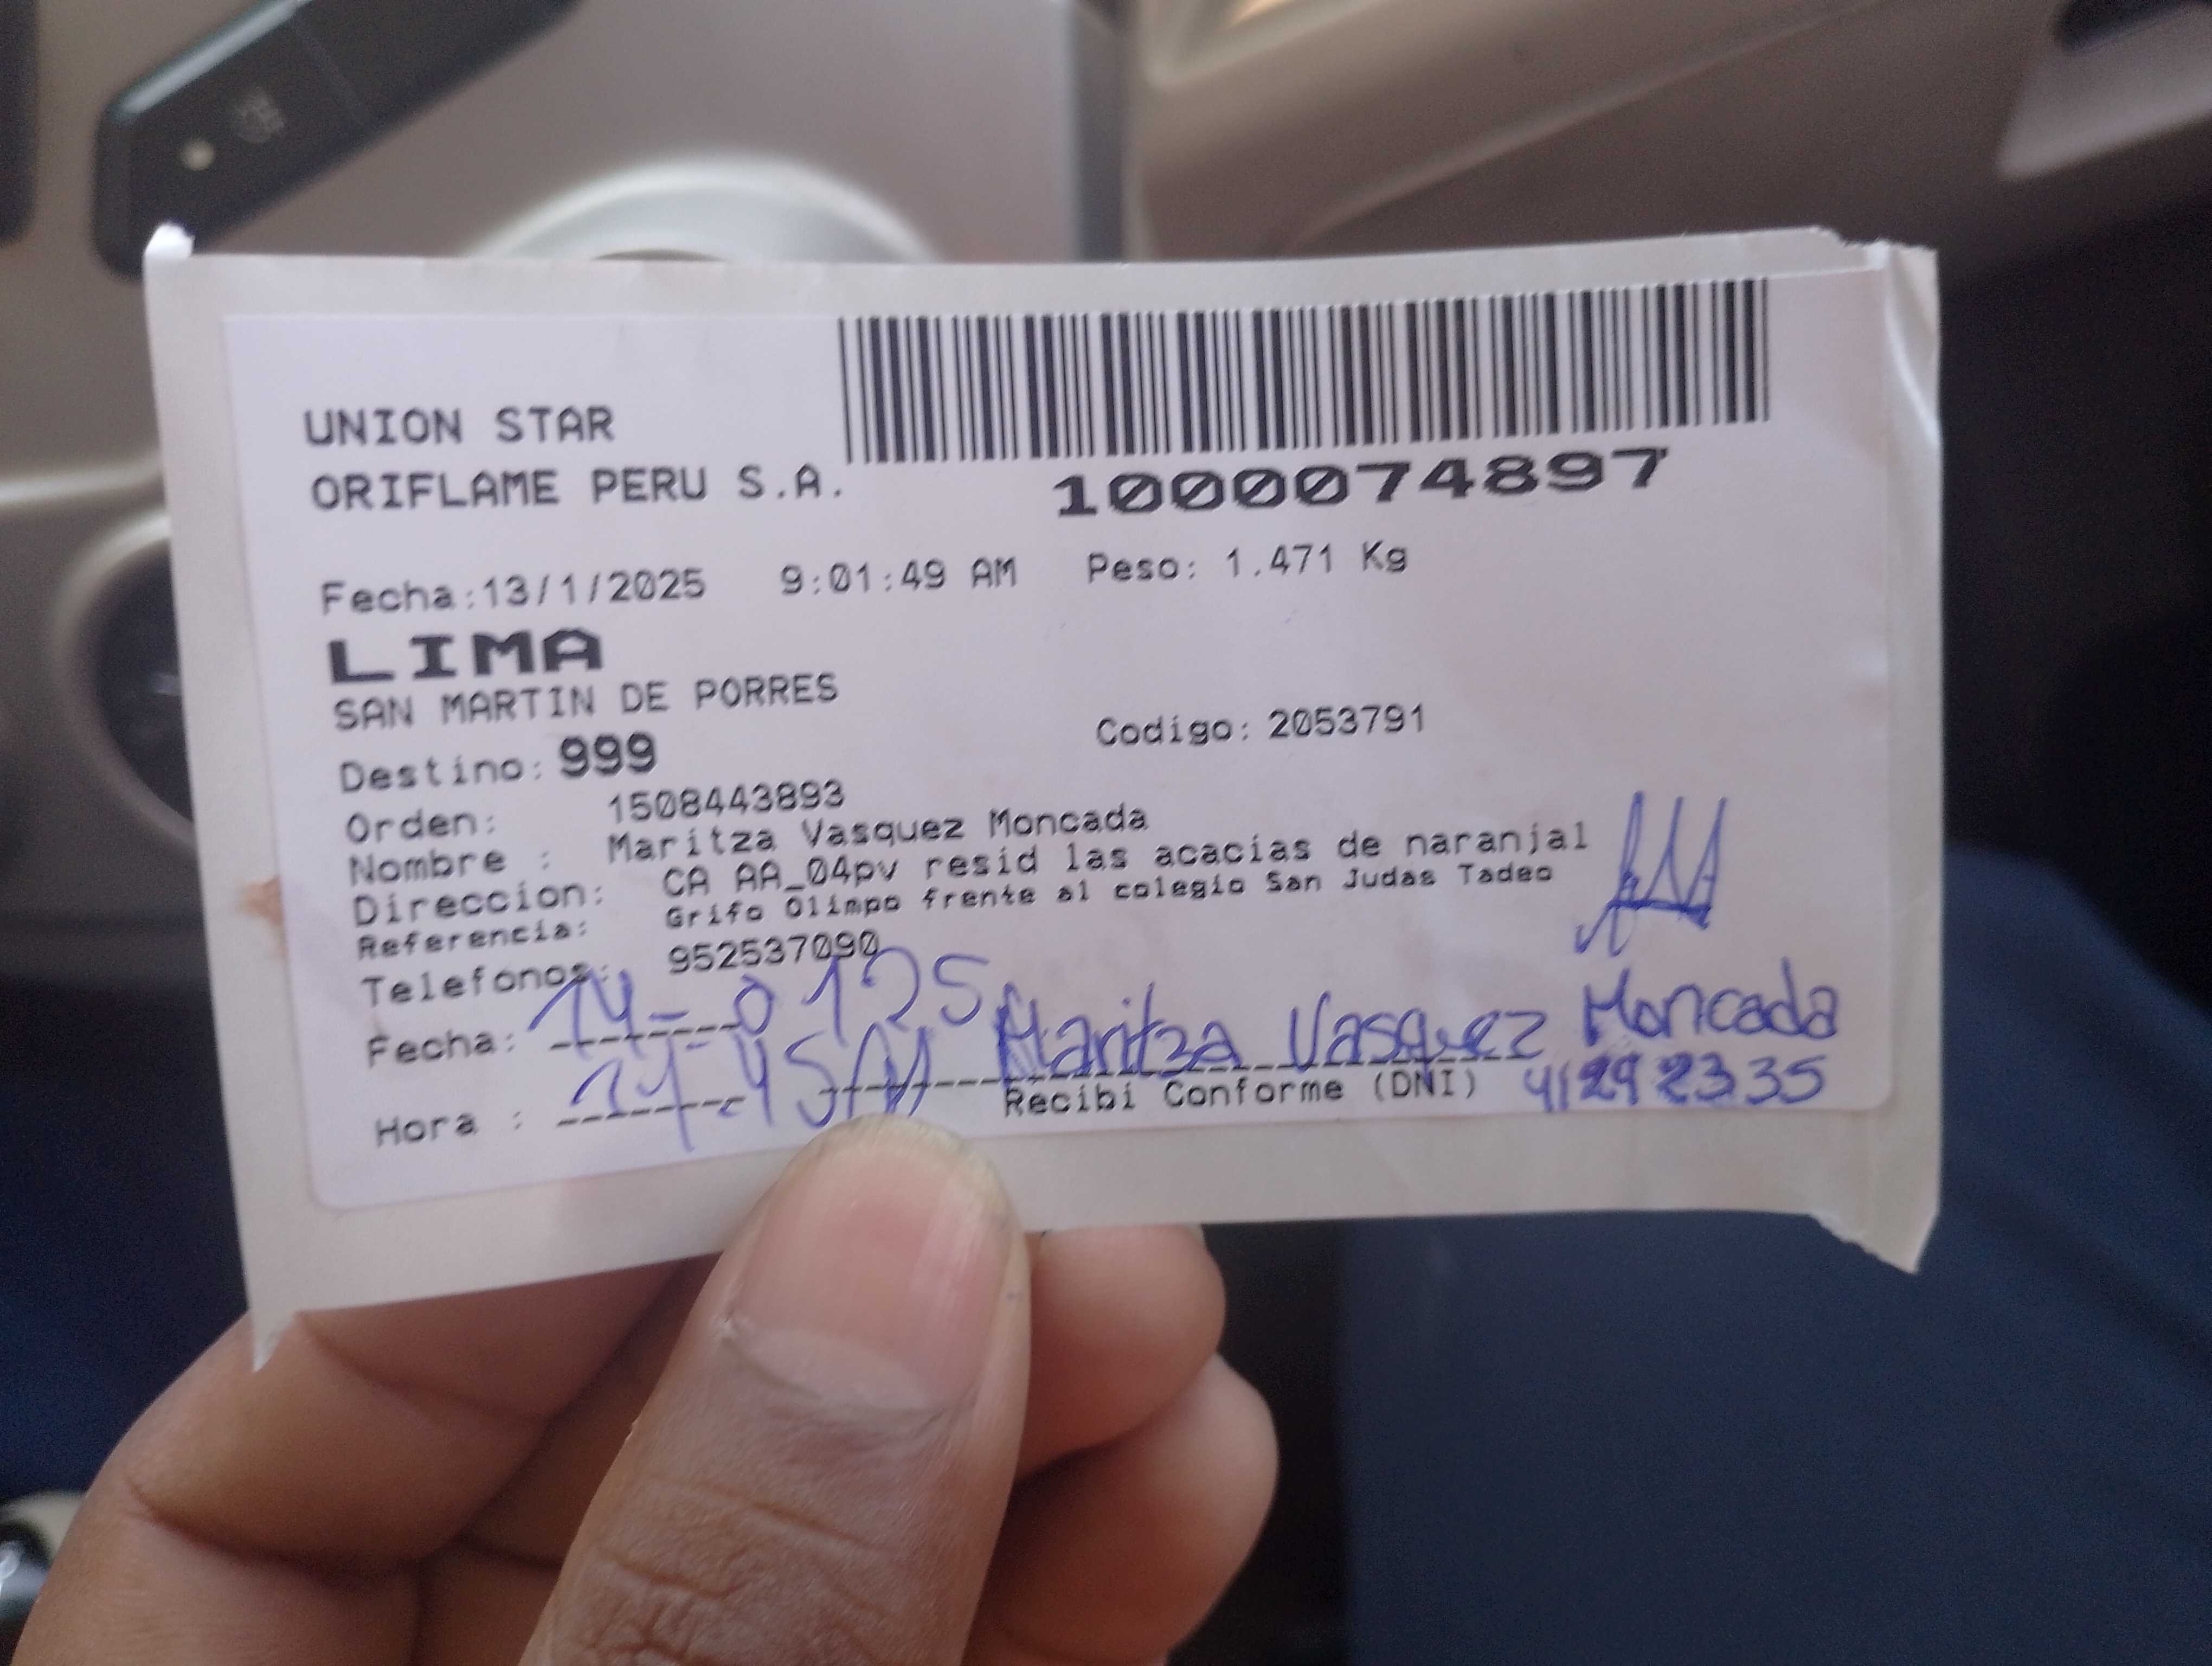 UNION STAR
ORIFLAME PERU S.A.
1000074897
Fecha:13/1/2025 9:01:49 AM Peso: 1.471 Kg
LIMA
SAN MARTIN DE PORRES
Destino: 999 Codigo: 2053791
Orden: 1508443893
Nombre : Maritza Vasquez Moncada
Direccion: CA AA_04pv resid las acacias de naranjal
Referencia: Grifo Olimpo frente al colegio San Judas Tadeo
Telefonos: 952537090
Fecha: 14-0125 Maritza Vasquez Moncada
Hora : Recibi Conforme (DNI) 41292335